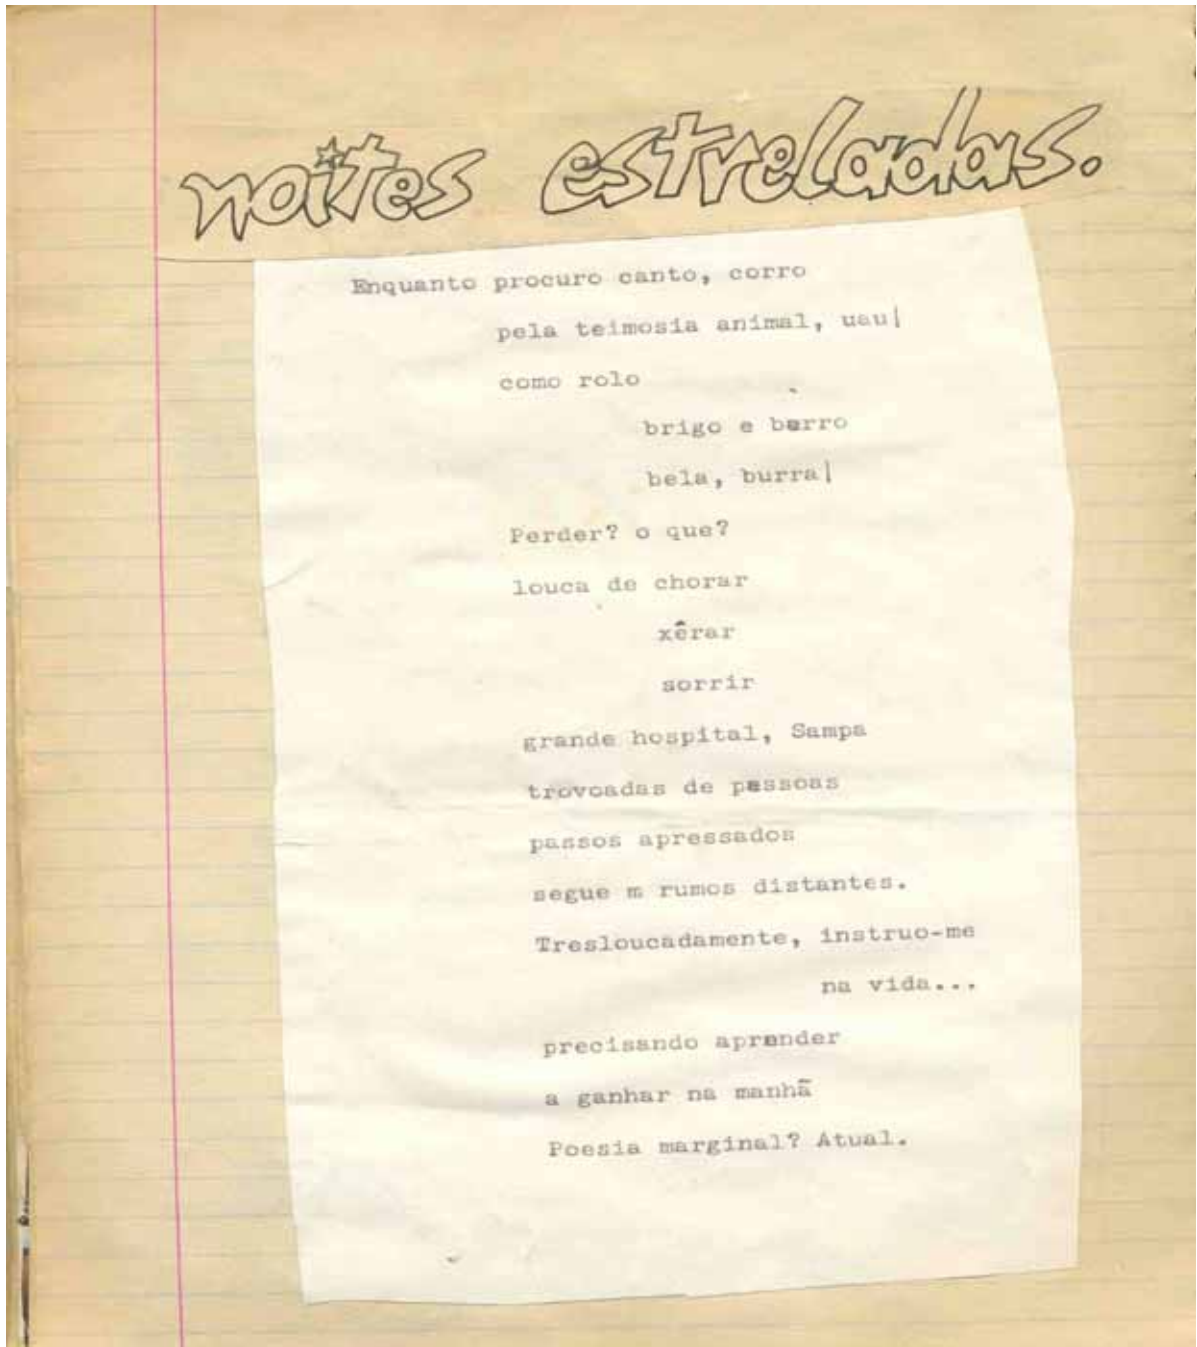 noites estreladas.
Enquanto procuro canto, corro
pela teimosia animal, uau|
como rolo
brigo e berro
bela, burra|
Perder? o que?
louca de chorar
xêrar
sorrir
grande hospital, Sampa
trovoadas de pessoas
passos apressados
segue m rumos distantes.
Tresloucadamente, instruo-me
na vida...
precisando aprender
a ganhar na manhã
Poesia marginal? Atual.